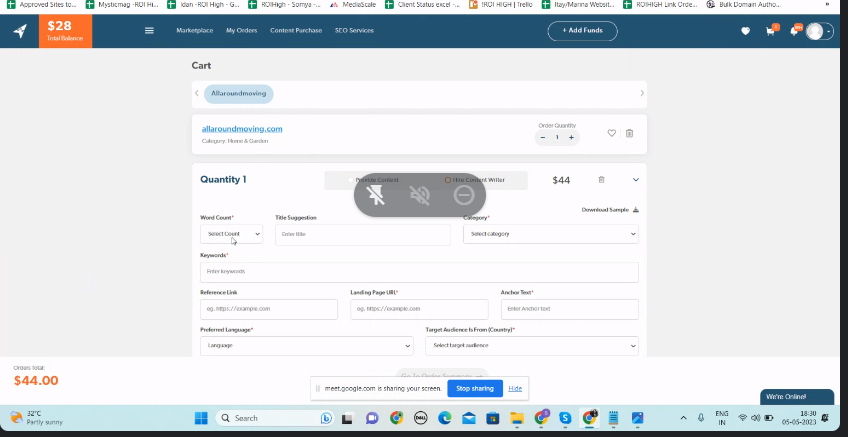 Approved Sites to...
Mysticmag -ROI Hi...
Idan -ROI High - G...
ROIHigh - Somya -...
MediaScale
Client Status excel -...
!ROI HIGH | Trello
Itay/Marina Websit...
ROIHIGH Link Orde...
Bulk Domain Autho...
»
$28
Total Balance
Marketplace
My Orders
Content Purchase
SEO Services
+ Add Funds
Cart
Allaroundmoving
allaroundmoving.com
Category: Home & Garden
Order Quantity
− 1 +
Quantity 1
Provide Content
Hire Content Writer
$44
Download Sample
Word Count*
Title Suggestion
Category*
Select Count
Enter title
Select category
Keywords*
Enter keywords
Reference Link
Landing Page URL*
Anchor Text*
eg. https://example.com
eg. https://example.com
Enter Anchor text
Preferred Language*
Target Audience Is From (Country)*
Language
Select target audience
Orders Total:
$44.00
Go To Order Summary
meet.google.com is sharing your screen.
Stop sharing
Hide
We're Online!
32°C
Partly sunny
Search
DELL
ENG
IN
18:30
05-05-2023